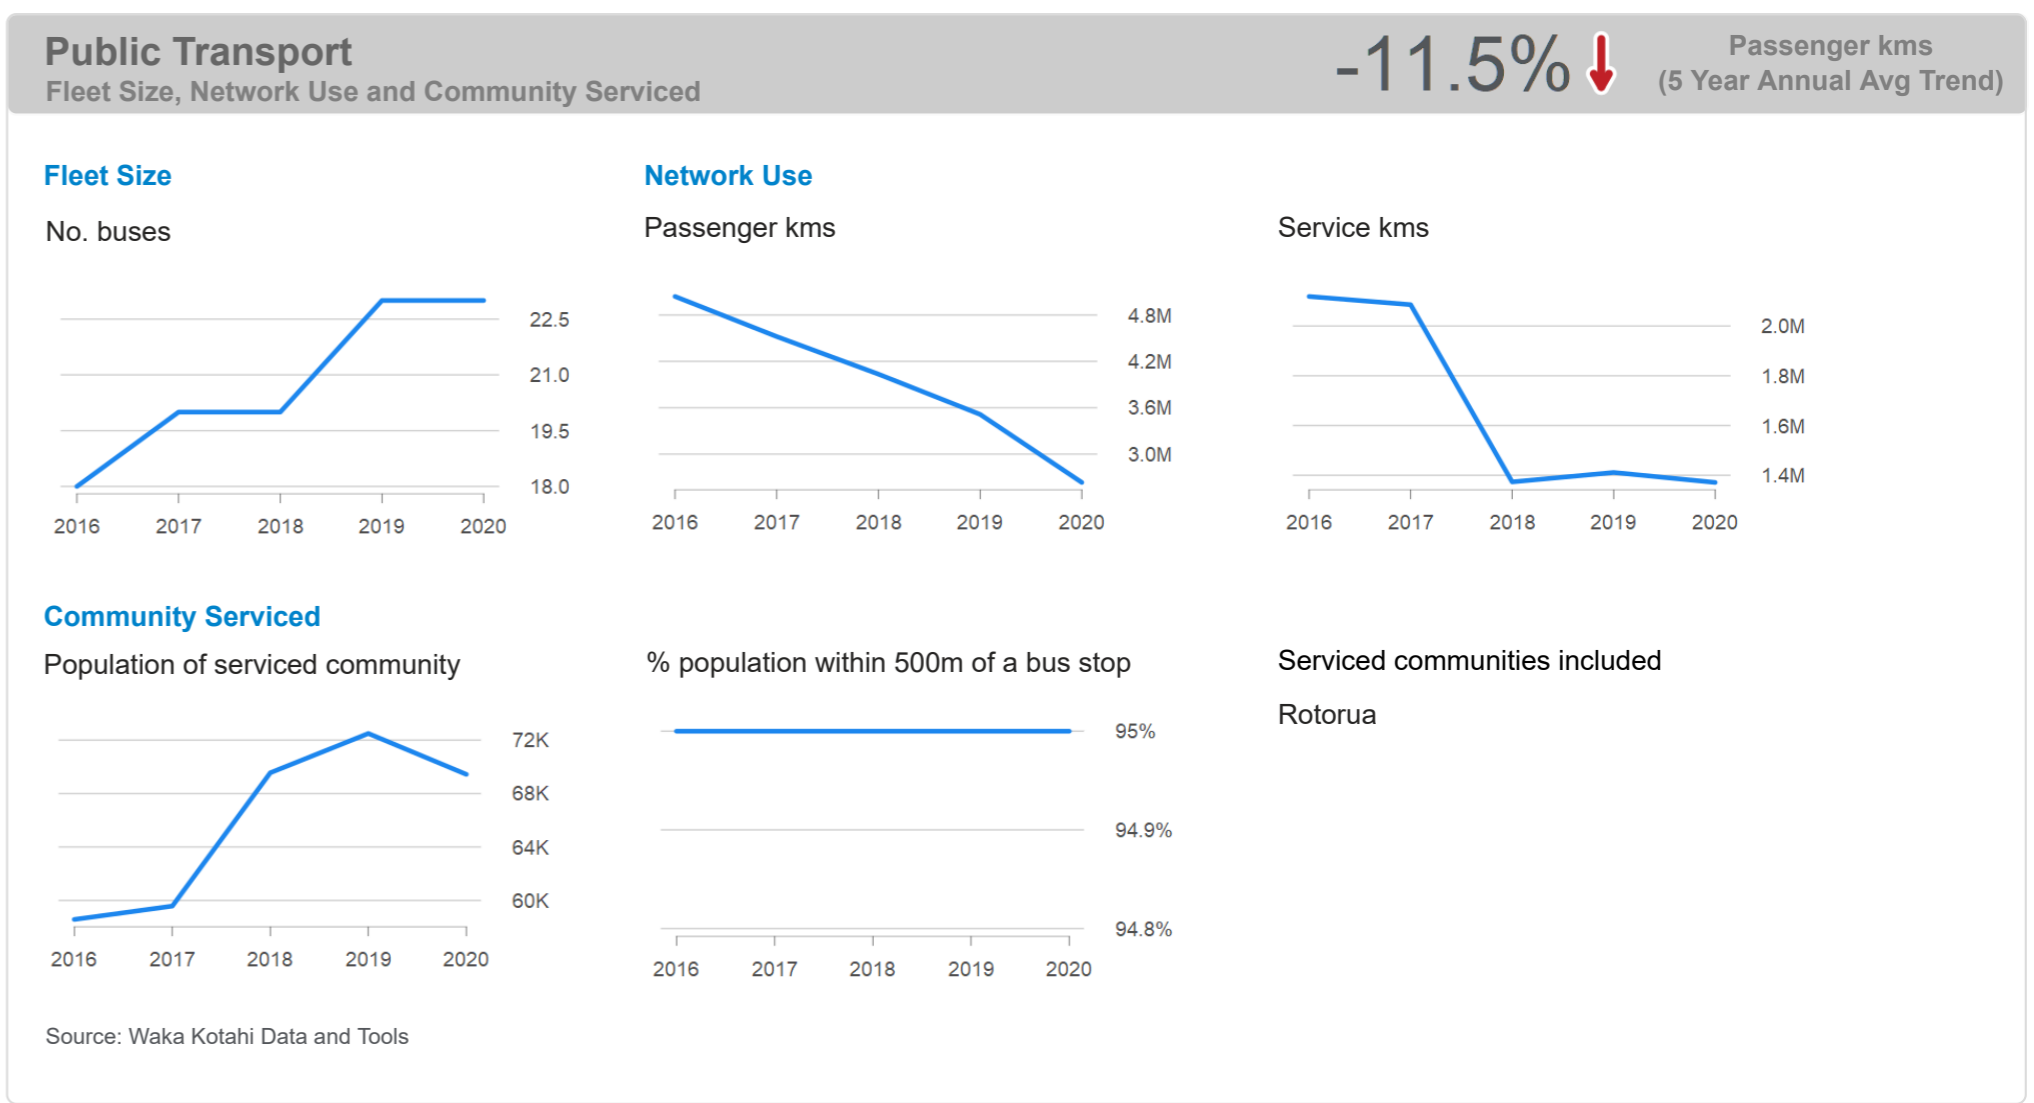 Public Transport
Fleet Size, Network Use and Community Serviced
-11.5%
Passenger kms
(5 Year Annual Avg Trend)
Fleet Size
No. buses
22.5
21.0
19.5
18.0
2016 2017 2018 2019 2020
Network Use
Passenger kms
4.8M
4.2M
3.6M
3.0M
2016 2017 2018 2019 2020
Service kms
2.0M
1.8M
1.6M
1.4M
2016 2017 2018 2019 2020
Community Serviced
Population of serviced community
72K
68K
64K
60K
2016 2017 2018 2019 2020
% population within 500m of a bus stop
95%
94.9%
94.8%
2016 2017 2018 2019 2020
Serviced communities included
Rotorua
Source: Waka Kotahi Data and Tools